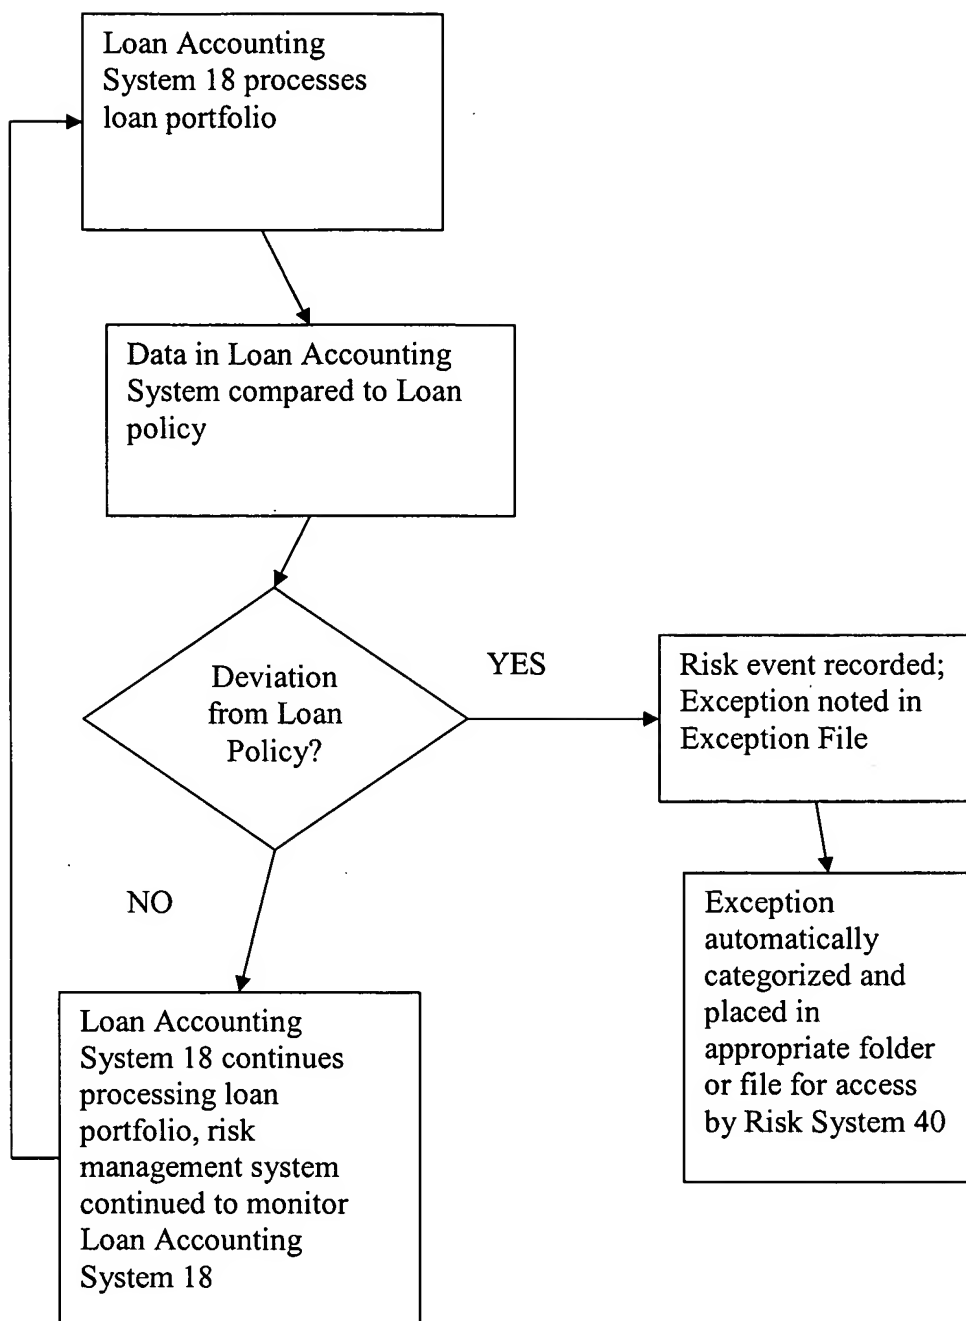 Loan Accounting
System 18 processes
loan portfolio
Data in Loan Accounting
System compared to Loan
policy
Deviation
from Loan
Policy?
YES
Risk event recorded;
Exception noted in
Exception File
NO
Exception
automatically
categorized and
placed in
appropriate folder
or file for access
by Risk System 40
Loan Accounting
System 18 continues
processing loan
portfolio, risk
management system
continued to monitor
Loan Accounting
System 18